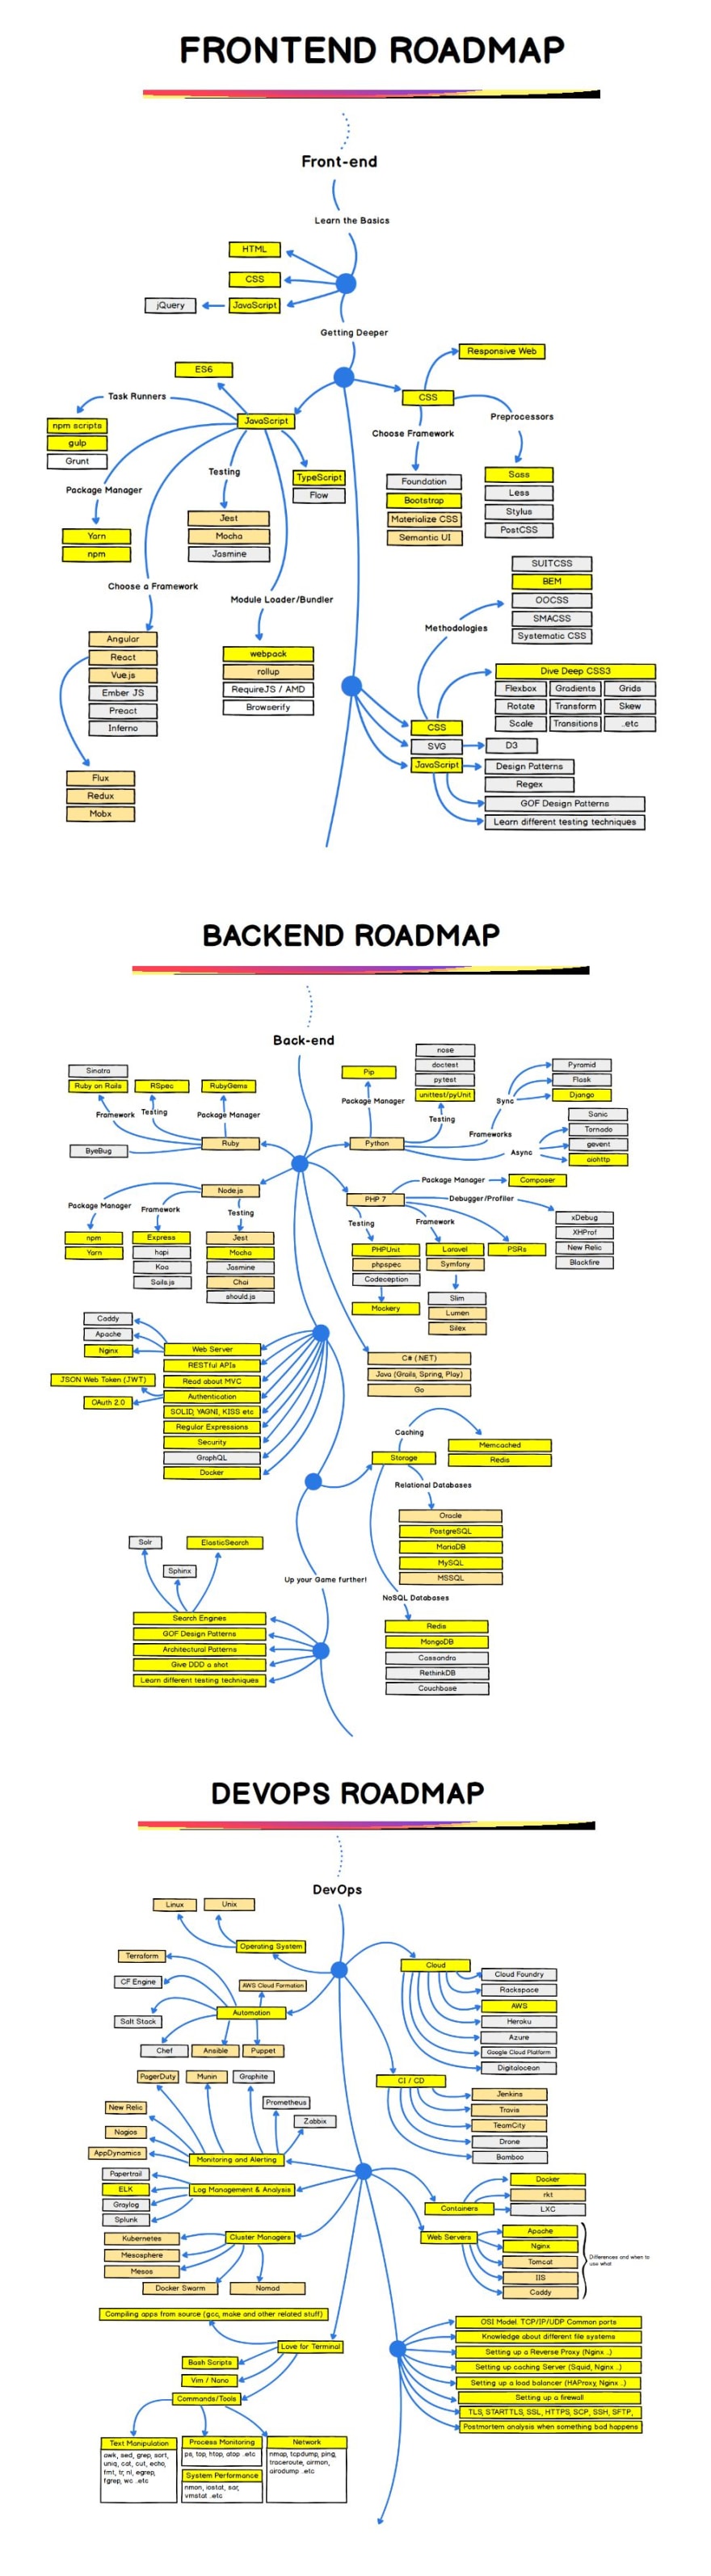 FRONTEND ROADMAP
Front-end
Learn the Basics
HTML
CSS
jQuery
JavaScript
Getting Deeper
Responsive Web
ES6
CSS
Task Runners
JavaScript
Preprocessors
npm scripts
gulp
Grunt
Choose Framework
Testing
TypeScript
Flow
Foundation
Bootstrap
Materialize CSS
Semantic UI
Sass
Less
Stylus
PostCSS
Package Manager
Yarn
npm
Jest
Mocha
Jasmine
Choose a Framework
Module Loader/Bundler
SUITCSS
BEM
OOCSS
SMACSS
Systematic CSS
Methodologies
Angular
React
Vue.js
Ember JS
Preact
Inferno
webpack
rollup
RequireJS / AMD
Browserify
Dive Deep CSS3
Flexbox Gradients Grids
Rotate Transform Skew
Scale Transitions ..etc
CSS
SVG
D3
JavaScript
Design Patterns
Regex
GOF Design Patterns
Learn different testing techniques
Flux
Redux
Mobx
BACKEND ROADMAP
Back-end
Sinatra
Ruby on Rails
RSpec
RubyGems
Framework
Testing
Package Manager
ByeBug
Ruby
Pip
Package Manager
nose
doctest
pytest
unittest/pyUnit
Testing
Python
Sync
Pyramid
Flask
Django
Frameworks
Async
Sanic
Tornado
gevent
aiohttp
Node.js
Package Manager
Framework
Testing
npm
Yarn
Express
hapi
Koa
Sails.js
Jest
Mocha
Jasmine
Chai
should.js
PHP 7
Package Manager
Composer
Debugger/Profiler
Testing
Framework
xDebug
XHProf
New Relic
Blackfire
PHPUnit
phpspec
Codeception
Mockery
Laravel
Symfony
Slim
Lumen
Silex
PSRs
Caddy
Apache
Nginx
Web Server
RESTful APIs
Read about MVC
Authentication
SOLID, YAGNI, KISS etc
Regular Expressions
Security
GraphQL
Docker
JSON Web Token (JWT)
OAuth 2.0
C# (.NET)
Java (Grails, Spring, Play)
Go
Caching
Memcached
Redis
Storage
Relational Databases
Oracle
PostgreSQL
MariaDB
MySQL
MSSQL
NoSQL Databases
Redis
MongoDB
Cassandra
RethinkDB
Couchbase
Up your Game further!
Solr
Sphinx
ElasticSearch
Search Engines
GOF Design Patterns
Architectural Patterns
Give DDD a shot
Learn different testing techniques
DEVOPS ROADMAP
DevOps
Linux
Unix
Operating System
Terraform
CF Engine
Salt Stack
AWS Cloud Formation
Automation
Chef
Ansible
Puppet
Cloud
Cloud Foundry
Rackspace
AWS
Heroku
Azure
Google Cloud Platform
Digitalocean
CI / CD
Jenkins
Travis
TeamCity
Drone
Bamboo
PagerDuty
Munin
Graphite
Prometheus
Zabbix
New Relic
Nagios
AppDynamics
Monitoring and Alerting
Papertrail
ELK
Graylog
Splunk
Log Management & Analysis
Kubernetes
Mesosphere
Mesos
Cluster Managers
Docker Swarm
Nomad
Containers
Docker
rkt
LXC
Web Servers
Apache
Nginx
Tomcat
IIS
Caddy
Differences and when to
use what
Compiling apps from source (gcc, make and other related stuff)
Love for Terminal
Bash Scripts
Vim / Nano
Commands/Tools
OSI Model. TCP/IP/UDP Common ports
Knowledge about different file systems
Setting up a Reverse Proxy (Nginx ..)
Setting up caching Server (Squid, Nginx ..)
Setting up a load balancer (HAProxy, Nginx ..)
Setting up a firewall
TLS, STARTTLS, SSL, HTTPS, SCP, SSH, SFTP,
Postmortem analysis when something bad happens
Text Manipulation
awk, sed, grep, sort,
uniq, cat, cut, echo,
fmt, tr, nl, egrep,
fgrep, wc ..etc
Process Monitoring
ps, top, htop, atop ..etc
System Performance
nmon, iostat, sar,
vmstat ..etc
Network
nmap, tcpdump, ping,
traceroute, airmon,
airodump ..etc